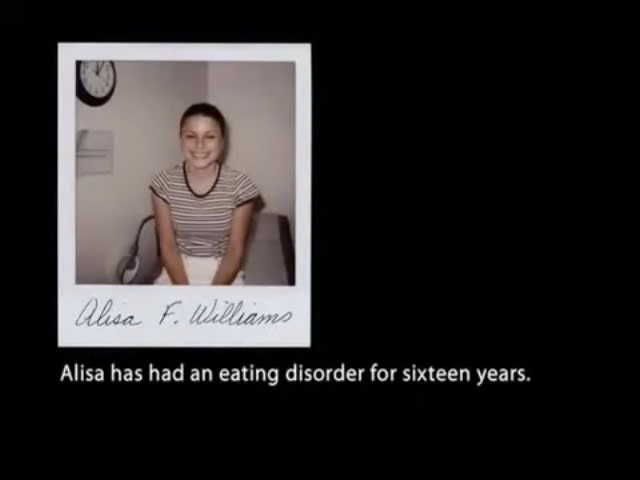 Alisa F. Williams
Alisa has had an eating disorder for sixteen years.